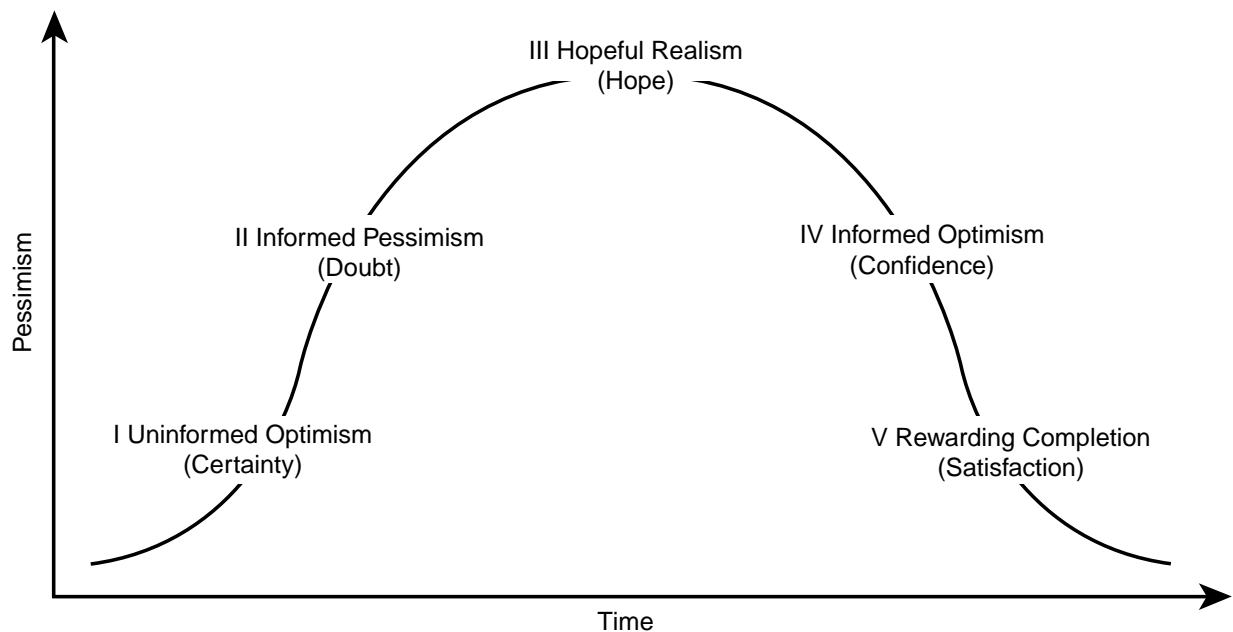 III Hopeful Realism
(Hope)
II Informed Pessimism
(Doubt)
IV Informed Optimism
(Confidence)
Pessimism
I Uninformed Optimism
(Certainty)
V Rewarding Completion
(Satisfaction)
Time